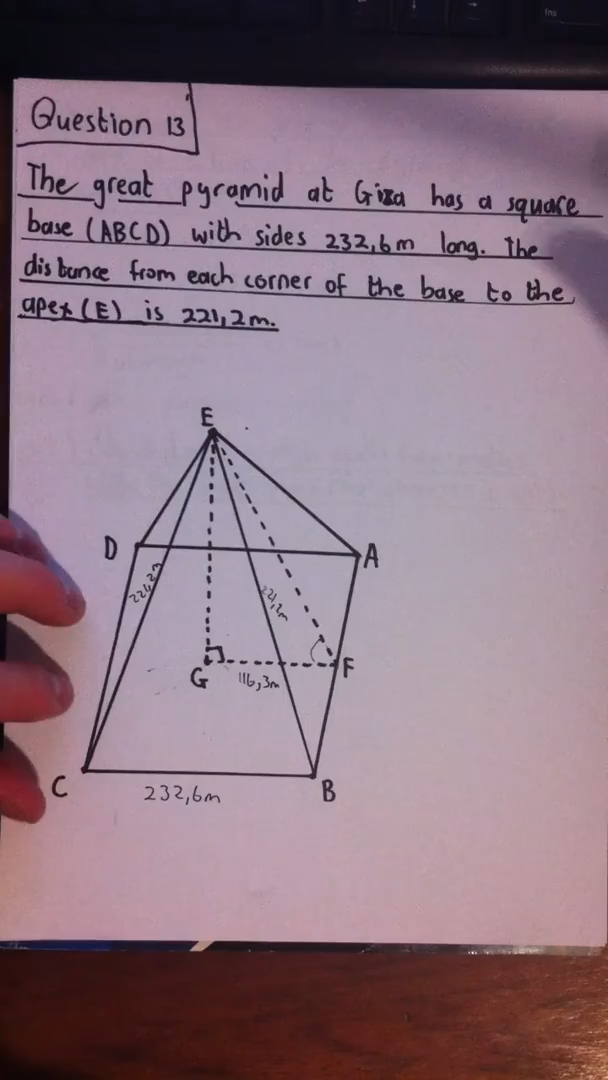 Question 13
The great pyramid at Giza has a square
base (ABCD) with sides 232,6m long. The
distance from each corner of the base to the
apex (E) is 221,2m.
E
D
A
221,2m
221,2m
G
116,3m
F
C
232,6m
B